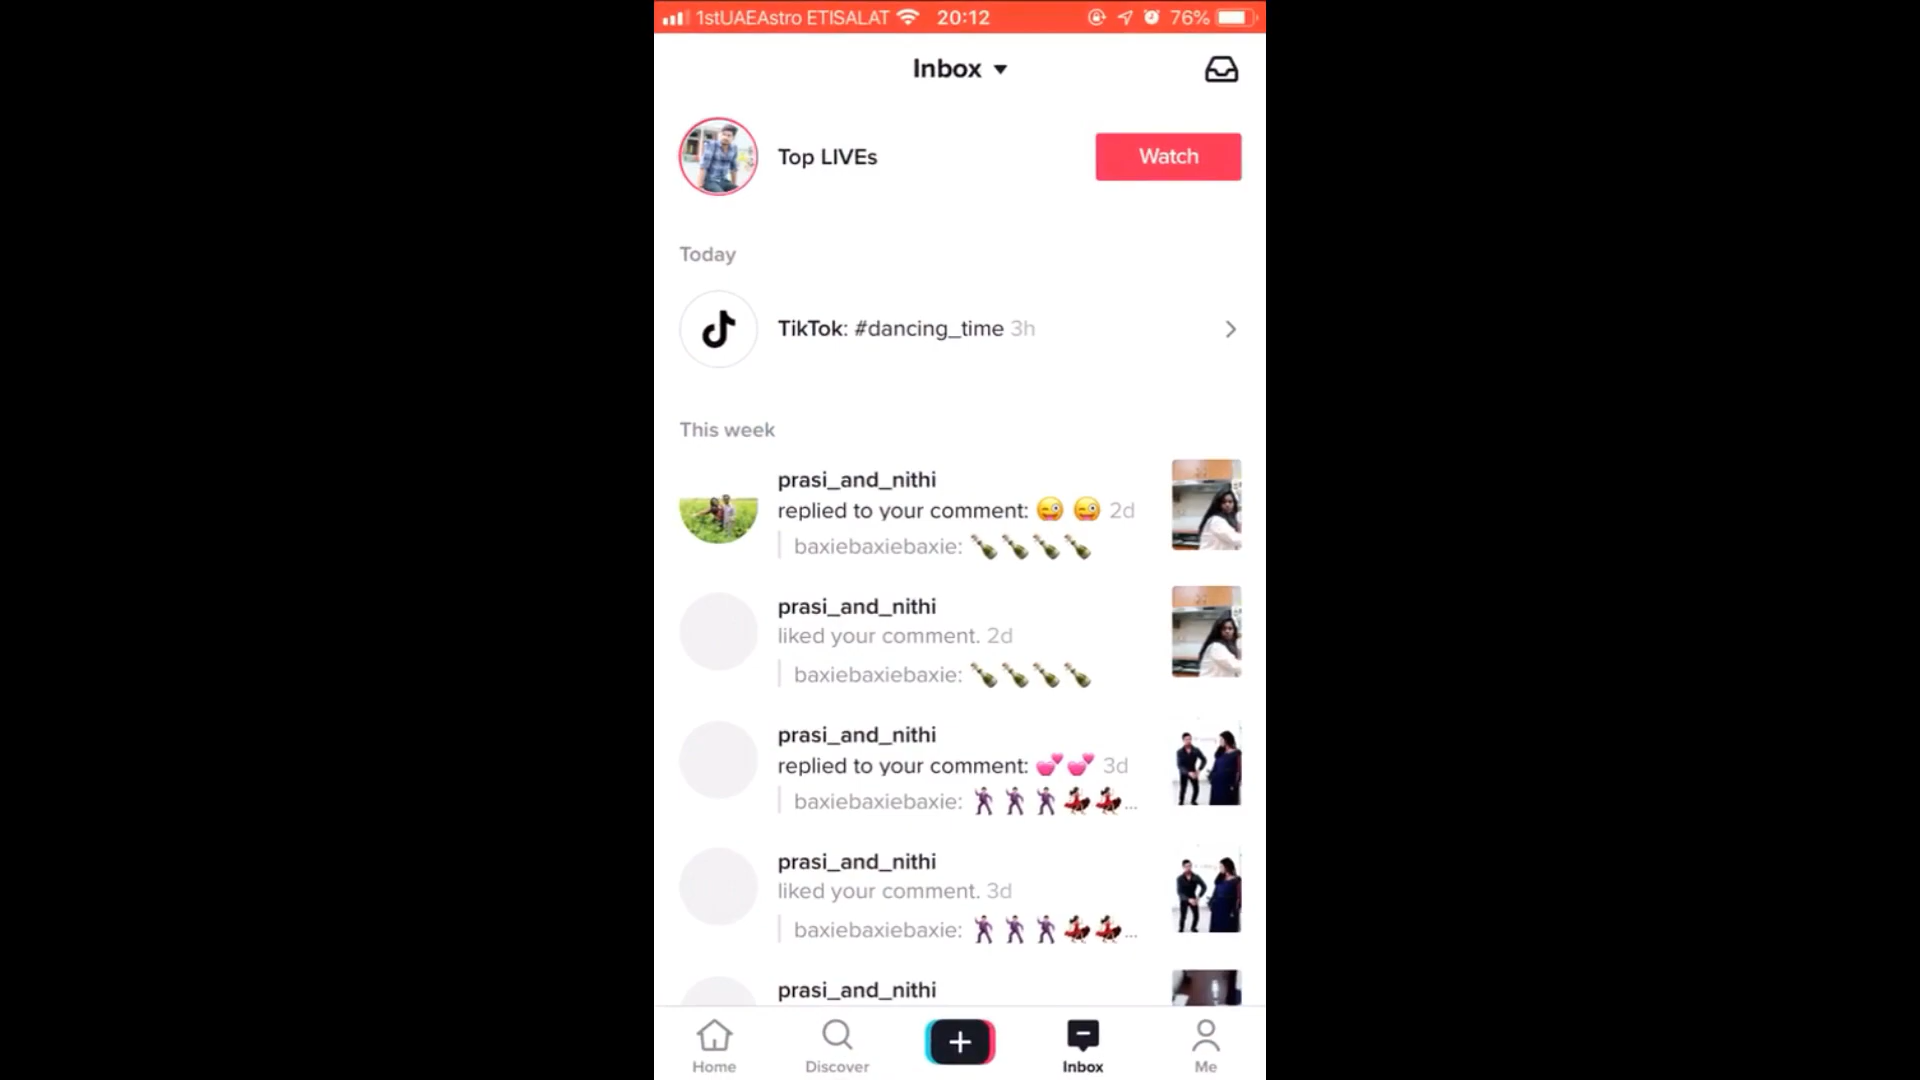 1stUAEAstro ETISALAT 20:12 76%
Inbox
Top LIVEs
Watch
Today
TikTok: #dancing_time 3h
This week
prasi_and_nithi
replied to your comment: 😜 😜 2d
baxiebaxiebaxie: 🍾🍾🍾🍾
prasi_and_nithi
liked your comment. 2d
baxiebaxiebaxie: 🍾🍾🍾🍾
prasi_and_nithi
replied to your comment: 💕💕 3d
baxiebaxiebaxie: 🕺🕺🕺💃💃...
prasi_and_nithi
liked your comment. 3d
baxiebaxiebaxie: 🕺🕺🕺💃💃...
prasi_and_nithi
Home Discover Inbox Me